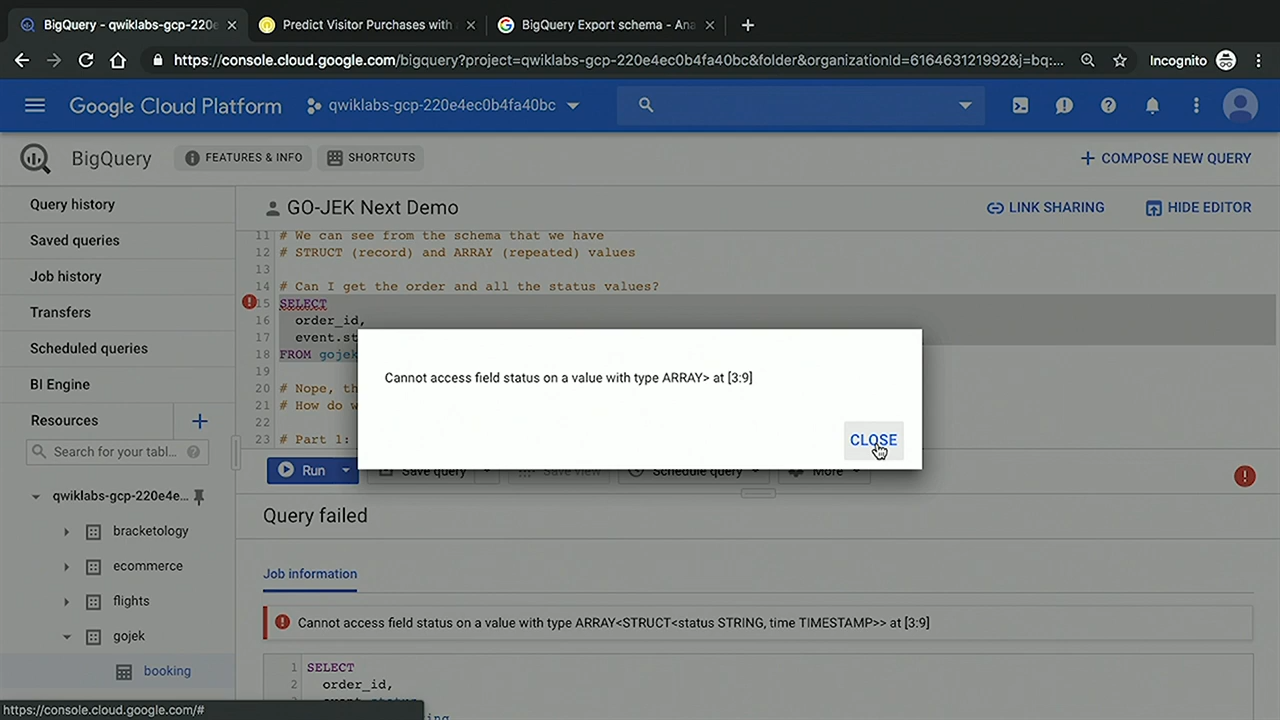 BigQuery - qwiklabs-gcp-220e
Predict Visitor Purchases with
BigQuery Export schema - Ana
https://console.cloud.google.com/bigquery?project=qwiklabs-gcp-220e4ec0b4fa40bc&folder&organizationId=616463121992&j=bq:...
Incognito
Google Cloud Platform
qwiklabs-gcp-220e4ec0b4fa40bc
BigQuery
FEATURES & INFO
SHORTCUTS
COMPOSE NEW QUERY
Query history
Saved queries
Job history
Transfers
Scheduled queries
BI Engine
Resources
Search for your tabl...
qwiklabs-gcp-220e4e...
bracketology
ecommerce
flights
gojek
booking
GO-JEK Next Demo
LINK SHARING
HIDE EDITOR
11 # We can see from the schema that we have
12 # STRUCT (record) and ARRAY (repeated) values
13
14 # Can I get the order and all the status values?
15 SELECT
16 order_id,
17 event.st
18 FROM gojek
19
20 # Nope, th
21 # How do w
22
23 # Part 1:
Cannot access field status on a value with type ARRAY> at [3:9]
CLOSE
Run
Save query
Save view
Schedule query
More
Query failed
Job information
Cannot access field status on a value with type ARRAY<STRUCT<status STRING, time TIMESTAMP>> at [3:9]
1 SELECT
2 order_id,
https://console.cloud.google.com/#